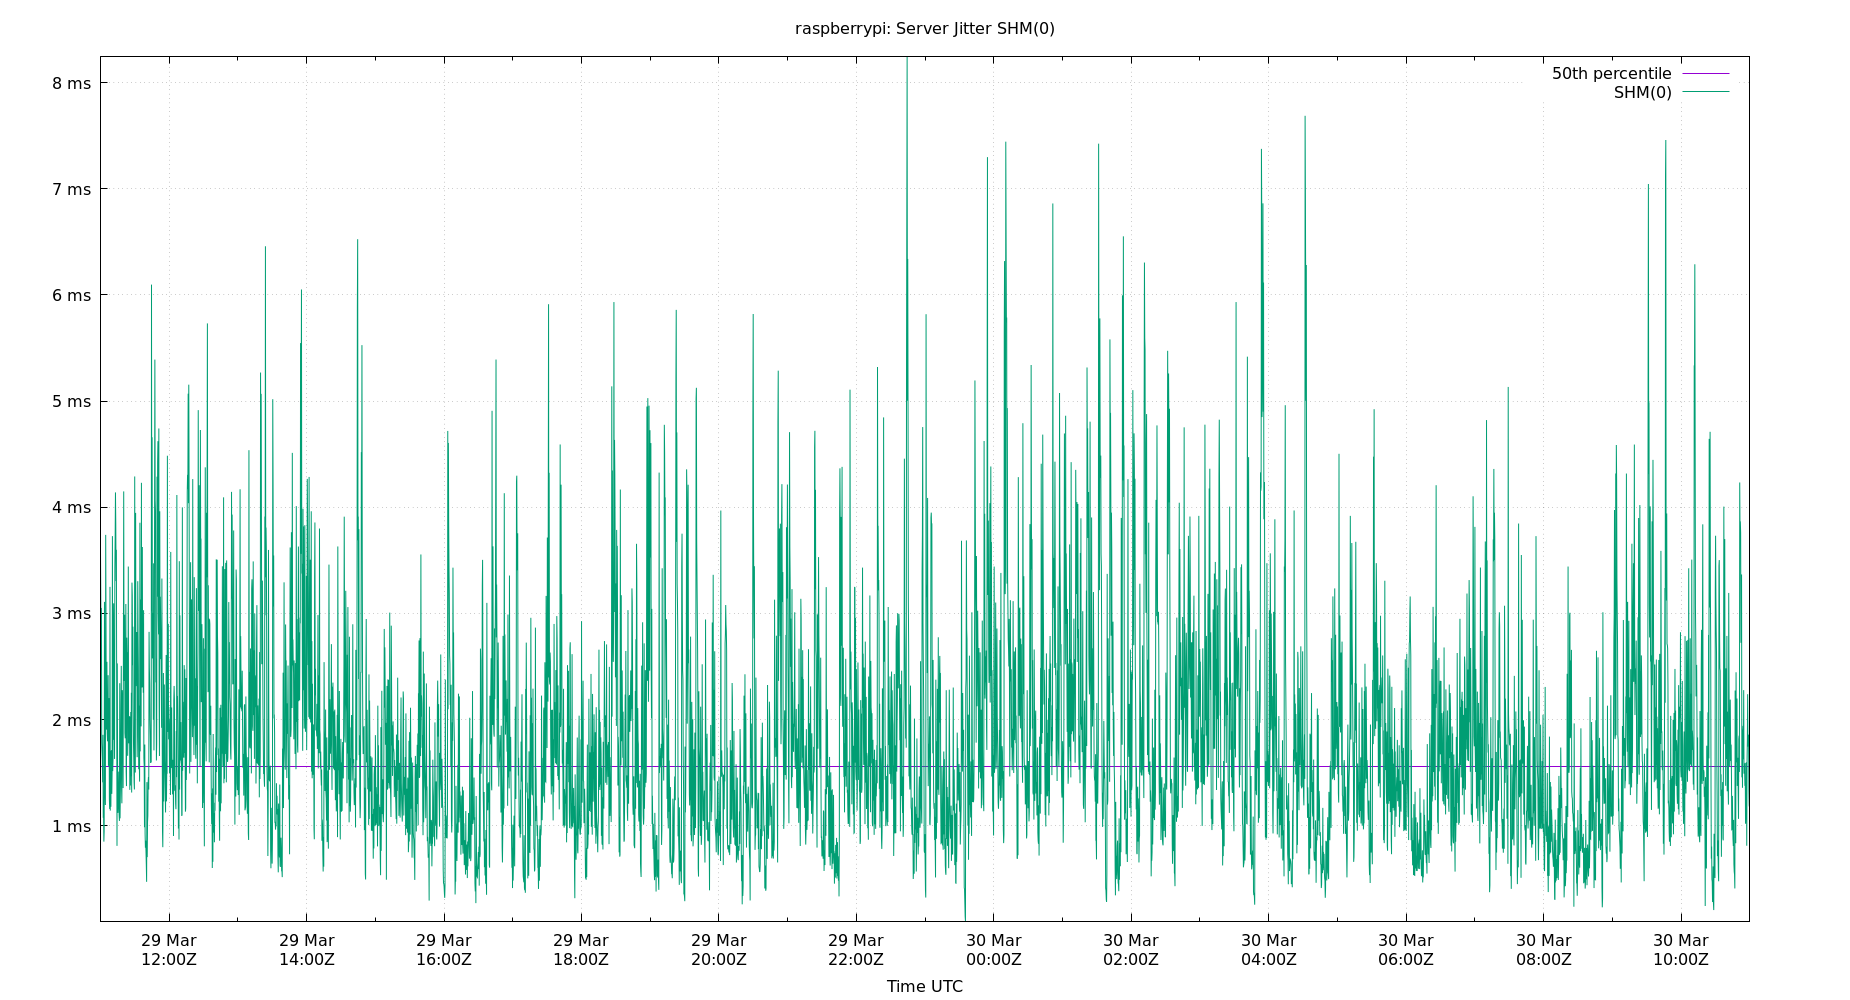 raspberrypi: Server Jitter SHM(0)
50th percentile
SHM(0)
8 ms
7 ms
6 ms
5 ms
4 ms
3 ms
2 ms
1 ms
29 Mar 29 Mar 29 Mar 29 Mar 29 Mar 29 Mar 30 Mar 30 Mar 30 Mar 30 Mar 30 Mar 30 Mar
12:00Z 14:00Z 16:00Z 18:00Z 20:00Z 22:00Z 00:00Z 02:00Z 04:00Z 06:00Z 08:00Z 10:00Z
Time UTC